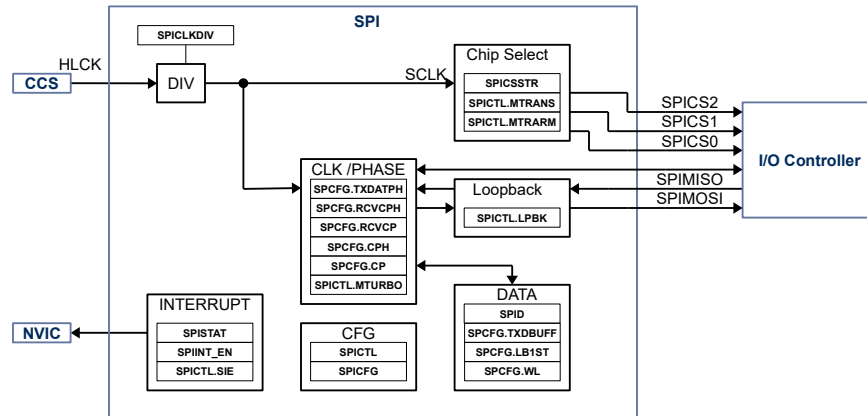 SPI
SPICLKDIV
HLCK
CCS
DIV
SCLK
Chip Select
SPICSSTR
SPICTL.MTRANS
SPICTL.MTRARM
SPICS2
SPICS1
SPICS0
I/O Controller
CLK /PHASE
SPCFG.TXDATPH
SPCFG.RCVCPH
SPCFG.RCVCP
SPCFG.CPH
SPCFG.CP
SPICTL.MTURBO
Loopback
SPICTL.LPBK
SPIMISO
SPIMOSI
INTERRUPT
SPISTAT
SPIINT_EN
SPICTL.SIE
NVIC
CFG
SPICTL
SPICFG
DATA
SPID
SPCFG.TXDBUFF
SPCFG.LB1ST
SPCFG.WL